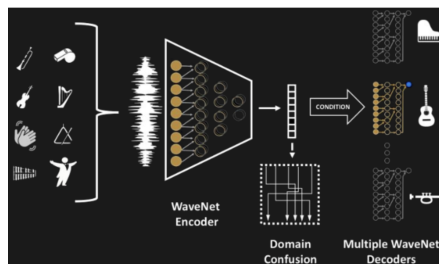 CONDITION
WaveNet
Encoder
Domain
Confusion
Multiple WaveNet
Decoders